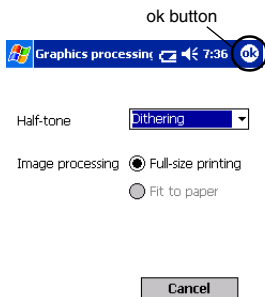 ok button
Graphics processing 7:36 ok
Half-tone Dithering
Image processing Full-size printing
Fit to paper
Cancel